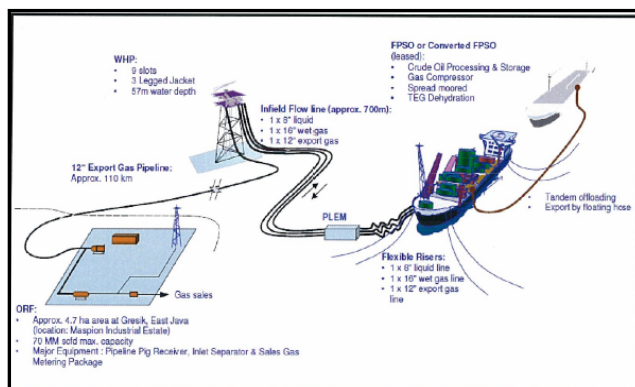 WHP:
• 9 slots
• 3 Legged Jacket
• 57m water depth
FPSO or Converted FPSO
(leased):
• Crude Oil Processing & Storage
• Gas Compressor
• Spread moored
• TEG Dehydration
Infield Flow line (approx. 700m):
• 1 x 8" liquid
• 1 x 16" wet gas
• 1 x 12" export gas
12" Export Gas Pipeline:
Approx. 110 km
PLEM
• Tandem offloading
• Export by floating hose
Flexible Risers:
• 1 x 8" liquid line
• 1 x 16" wet gas line
• 1 x 12" export gas
line
Gas sales
ORF:
• Approx. 4.7 ha area at Gresik, East Java
(location: Maspion Industrial Estate)
• 70 MM scfd max. capacity
• Major Equipment : Pipeline Pig Receiver, Inlet Separator & Sales Gas
Metering Package